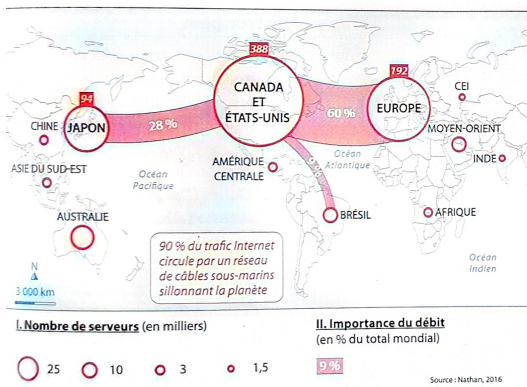 388
192
94
CANADA
ET
ÉTATS-UNIS
CEI
EUROPE
60 %
28 %
CHINE
JAPON
MOYEN-ORIENT
INDE
9 %
Océan
Atlantique
AMÉRIQUE
CENTRALE
ASIE DU SUD-EST
Océan
Pacifique
AUSTRALIE
BRÉSIL
AFRIQUE
90 % du trafic Internet
circule par un réseau
de câbles sous-marins
sillonnant la planète
Océan
Indien
N
3 000 km
I. Nombre de serveurs (en milliers)
25
10
3
1,5
II. Importance du débit
(en % du total mondial)
9 %
Source : Nathan, 2016